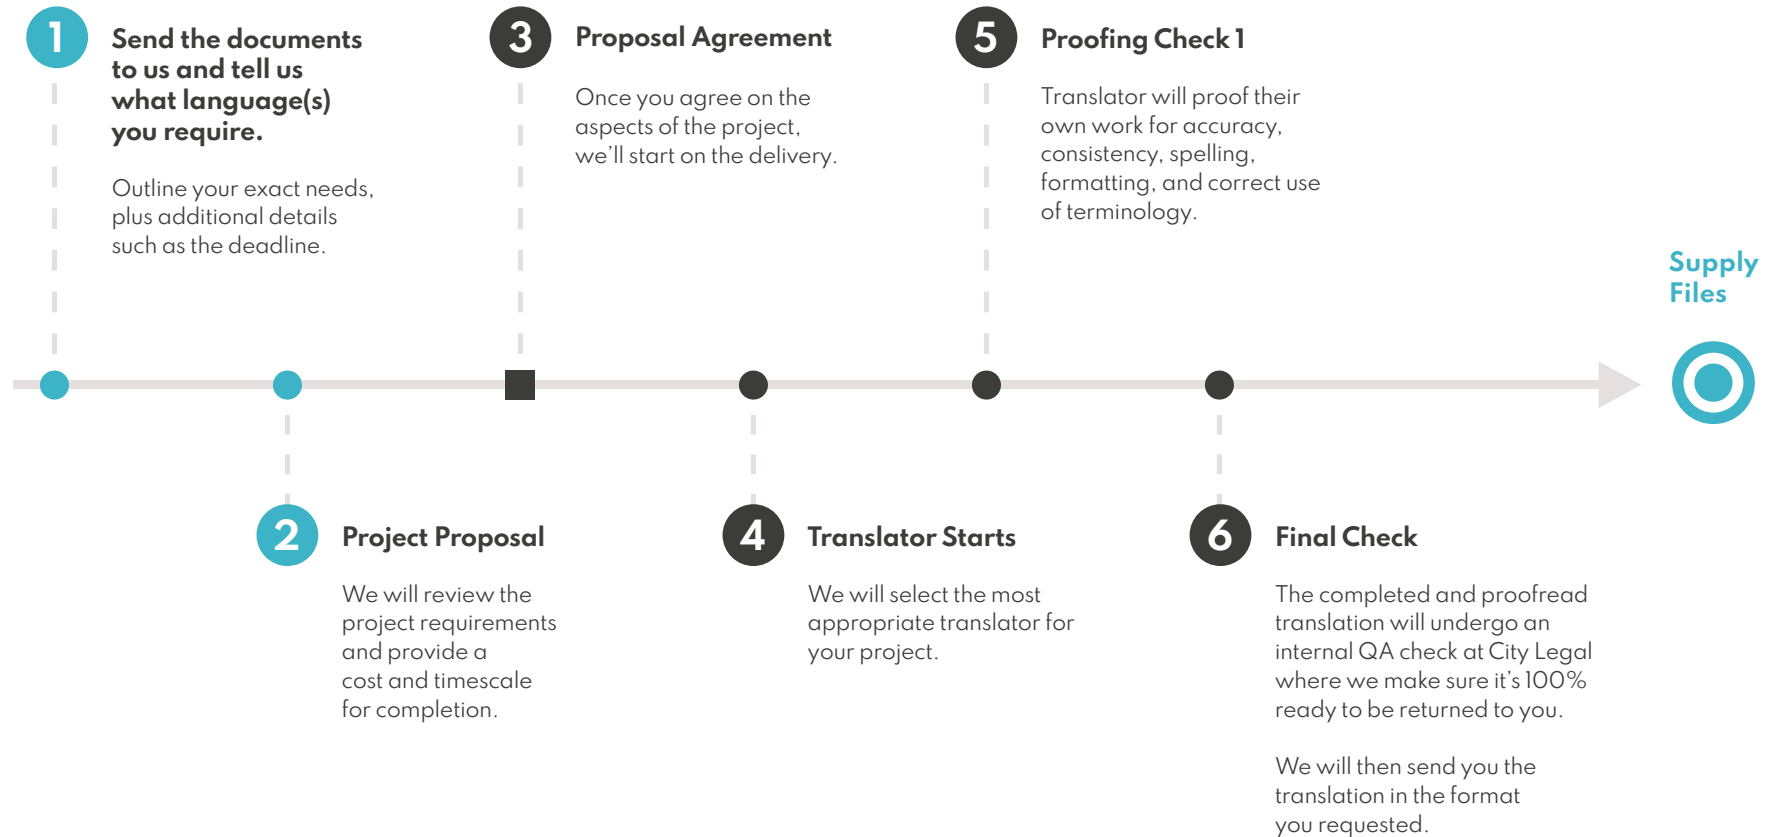 1
Send the documents
to us and tell us
what language(s)
you require.
Outline your exact needs,
plus additional details
such as the deadline.
2
Project Proposal
We will review the
project requirements
and provide a
cost and timescale
for completion.
3
Proposal Agreement
Once you agree on the
aspects of the project,
we’ll start on the delivery.
4
Translator Starts
We will select the most
appropriate translator for
your project.
5
Proofing Check 1
Translator will proof their
own work for accuracy,
consistency, spelling,
formatting, and correct use
of terminology.
6
Final Check
The completed and proofread
translation will undergo an
internal QA check at City Legal
where we make sure it’s 100%
ready to be returned to you.
We will then send you the
translation in the format
you requested.
Supply
Files